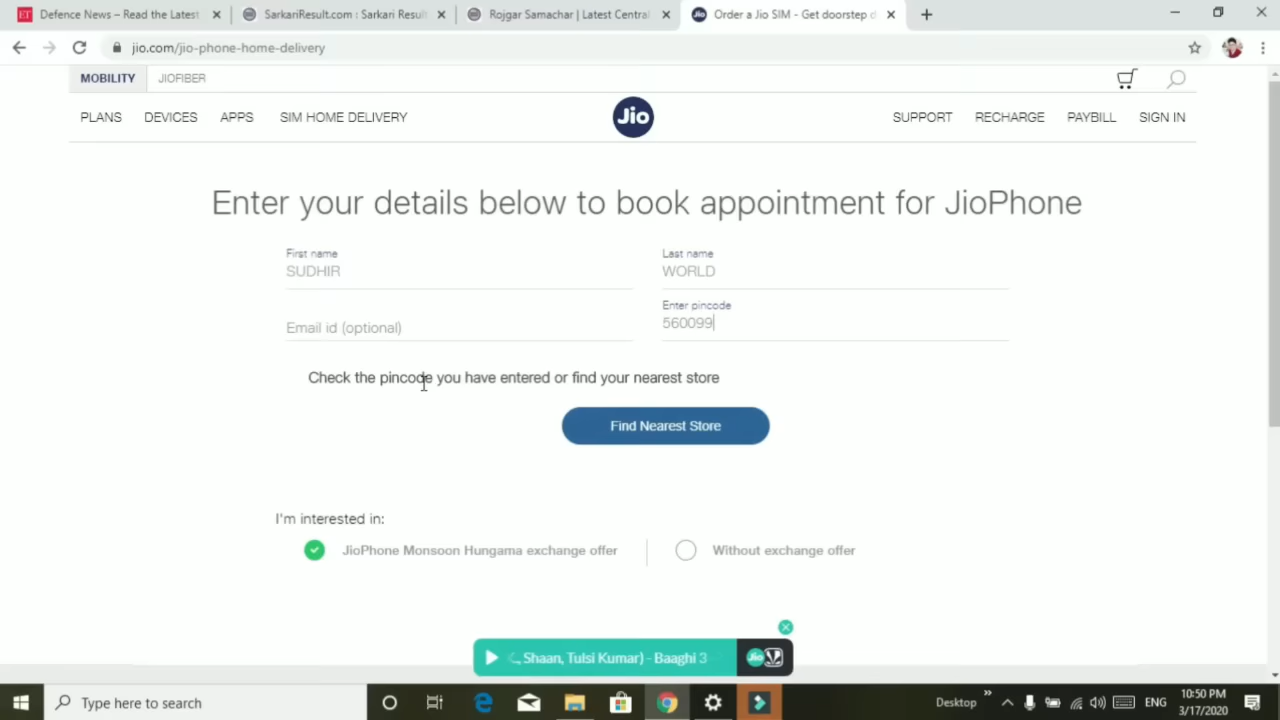 Defence News – Read the Latest
SarkariResult.com : Sarkari Result
Rojgar Samachar | Latest Central
Order a Jio SIM - Get doorstep d
jio.com/jio-phone-home-delivery
MOBILITY
JIOFIBER
PLANS
DEVICES
APPS
SIM HOME DELIVERY
Jio
SUPPORT
RECHARGE
PAYBILL
SIGN IN
Enter your details below to book appointment for JioPhone
First name
SUDHIR
Last name
WORLD
Email id (optional)
Enter pincode
560099
Check the pincode you have entered or find your nearest store
Find Nearest Store
I'm interested in:
JioPhone Monsoon Hungama exchange offer
Without exchange offer
Shaan, Tulsi Kumar) - Baaghi 3
Jio
Type here to search
Desktop
ENG
10:50 PM
3/17/2020